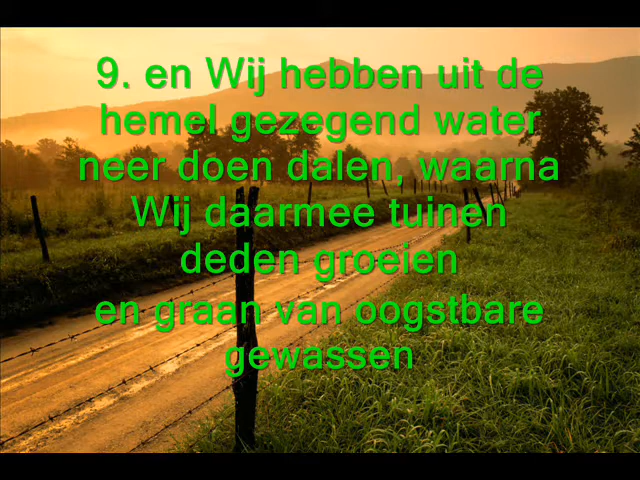 9. en Wij hebben uit de
hemel gezegend water
neer doen dalen, waarna
Wij daarmee tuinen
deden groeien
en graan van oogstbare
gewassen